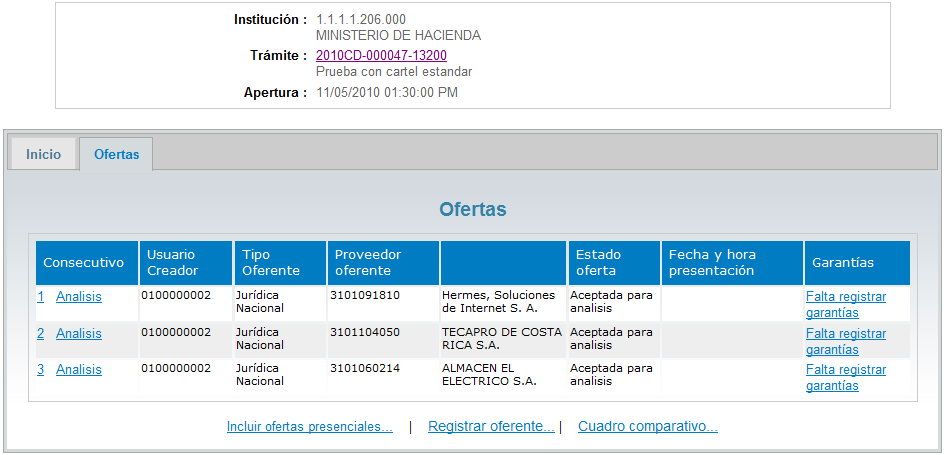 Institución : 1.1.1.1.206.000
MINISTERIO DE HACIENDA
Trámite : 2010CD-000047-13200
Prueba con cartel estandar
Apertura : 11/05/2010 01:30:00 PM
Inicio Ofertas
Ofertas
Consecutivo Usuario Creador Tipo Oferente Proveedor oferente Estado oferta Fecha y hora presentación Garantías
1 Analisis 0100000002 Jurídica Nacional 3101091810 Hermes, Soluciones de Internet S. A. Aceptada para analisis Falta registrar garantías
2 Analisis 0100000002 Jurídica Nacional 3101104050 TECAPRO DE COSTA RICA S.A. Aceptada para analisis Falta registrar garantías
3 Analisis 0100000002 Jurídica Nacional 3101060214 ALMACEN EL ELECTRICO S.A. Aceptada para analisis Falta registrar garantías
Incluir ofertas presenciales... | Registrar oferente... | Cuadro comparativo...